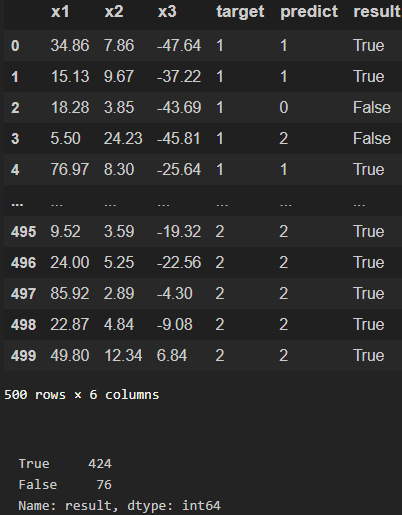 x1 x2 x3 target predict result
0 34.86 7.86 -47.64 1 1 True
1 15.13 9.67 -37.22 1 1 True
2 18.28 3.85 -43.69 1 0 False
3 5.50 24.23 -45.81 1 2 False
4 76.97 8.30 -25.64 1 1 True
... ... ... ... ... ... ...
495 9.52 3.59 -19.32 2 2 True
496 24.00 5.25 -22.56 2 2 True
497 85.92 2.89 -4.30 2 2 True
498 22.87 4.84 -9.08 2 2 True
499 49.80 12.34 6.84 2 2 True
500 rows × 6 columns
True 424
False 76
Name: result, dtype: int64